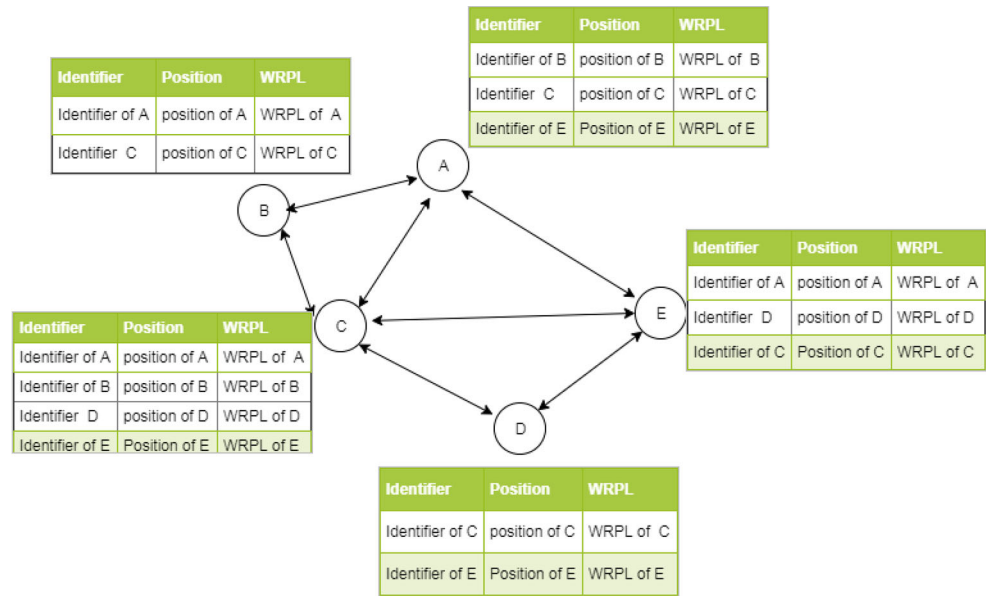 Identifier Position WRPL
Identifier of B position of B WRPL of B
Identifier C position of C WRPL of C
Identifier of E Position of E WRPL of E
Identifier Position WRPL
Identifier of A position of A WRPL of A
Identifier C position of C WRPL of C
A
B
Identifier Position WRPL
Identifier of A position of A WRPL of A
Identifier D position of D WRPL of D
Identifier of C Position of C WRPL of C
E
C
Identifier Position WRPL
Identifier of A position of A WRPL of A
Identifier of B position of B WRPL of B
Identifier D position of D WRPL of D
Identifier of E Position of E WRPL of E
D
Identifier Position WRPL
Identifier of C position of C WRPL of C
Identifier of E Position of E WRPL of E